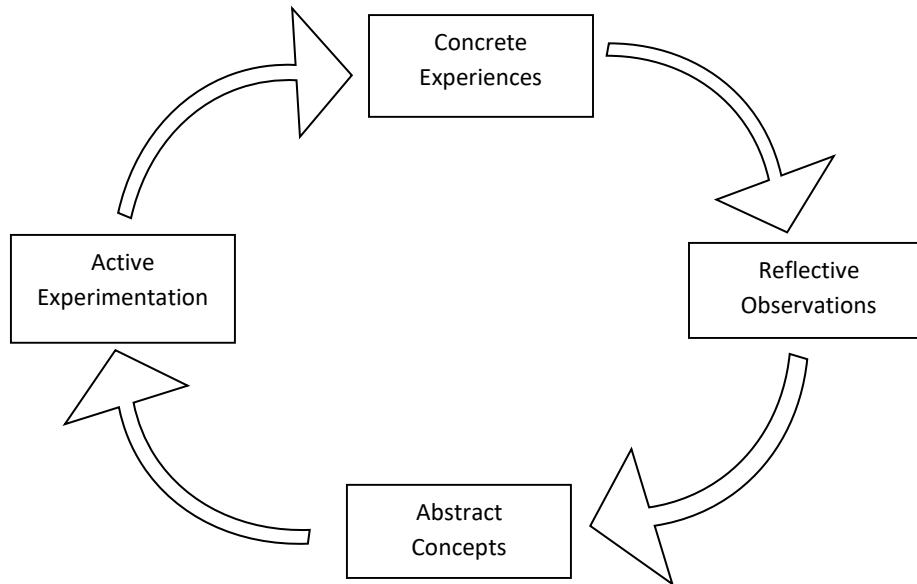 Concrete
Experiences
Reflective
Observations
Abstract
Concepts
Active
Experimentation